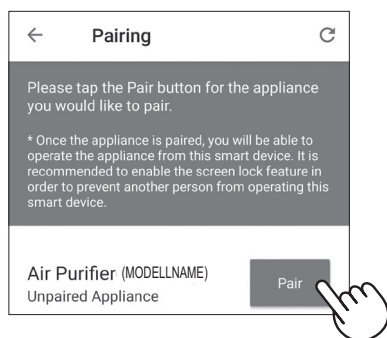 Pairing
Please tap the Pair button for the appliance
you would like to pair.
* Once the appliance is paired, you will be able to
operate the appliance from this smart device. It is
recommended to enable the screen lock feature in
order to prevent another person from operating this
smart device.
Air Purifier (MODELLNAME)
Unpaired Appliance
Pair